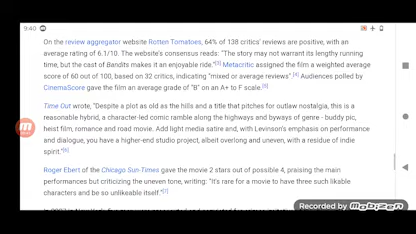 9:40
On the review aggregator website Rotten Tomatoes, 64% of 138 critics' reviews are positive, with an
average rating of 6.1/10. The website's consensus reads: "The story may not warrant its lengthy running
time, but the cast of Bandits makes it an enjoyable ride."[3] Metacritic assigned the film a weighted average
score of 60 out of 100, based on 32 critics, indicating "mixed or average reviews".[4] Audiences polled by
CinemaScore gave the film an average grade of "B" on an A+ to F scale.[5]
Time Out wrote, "Despite a plot as old as the hills and a title that pitches for outlaw nostalgia, this is a
reasonable hybrid, a character-led comic ramble along the highways and byways of genre - buddy pic,
heist film, romance and road movie. Add light media satire and, with Levinson's emphasis on performance
and dialogue, you have a higher-end studio project, albeit overlong and uneven, with a residue of indie
spirit."[6]
Roger Ebert of the Chicago Sun-Times gave the movie 2 stars out of possible 4, praising the main
performances but criticizing the uneven tone, writing: "It's rare for a movie to have three such likable
characters and be so unlikeable itself."[7]
Recorded by mobizen